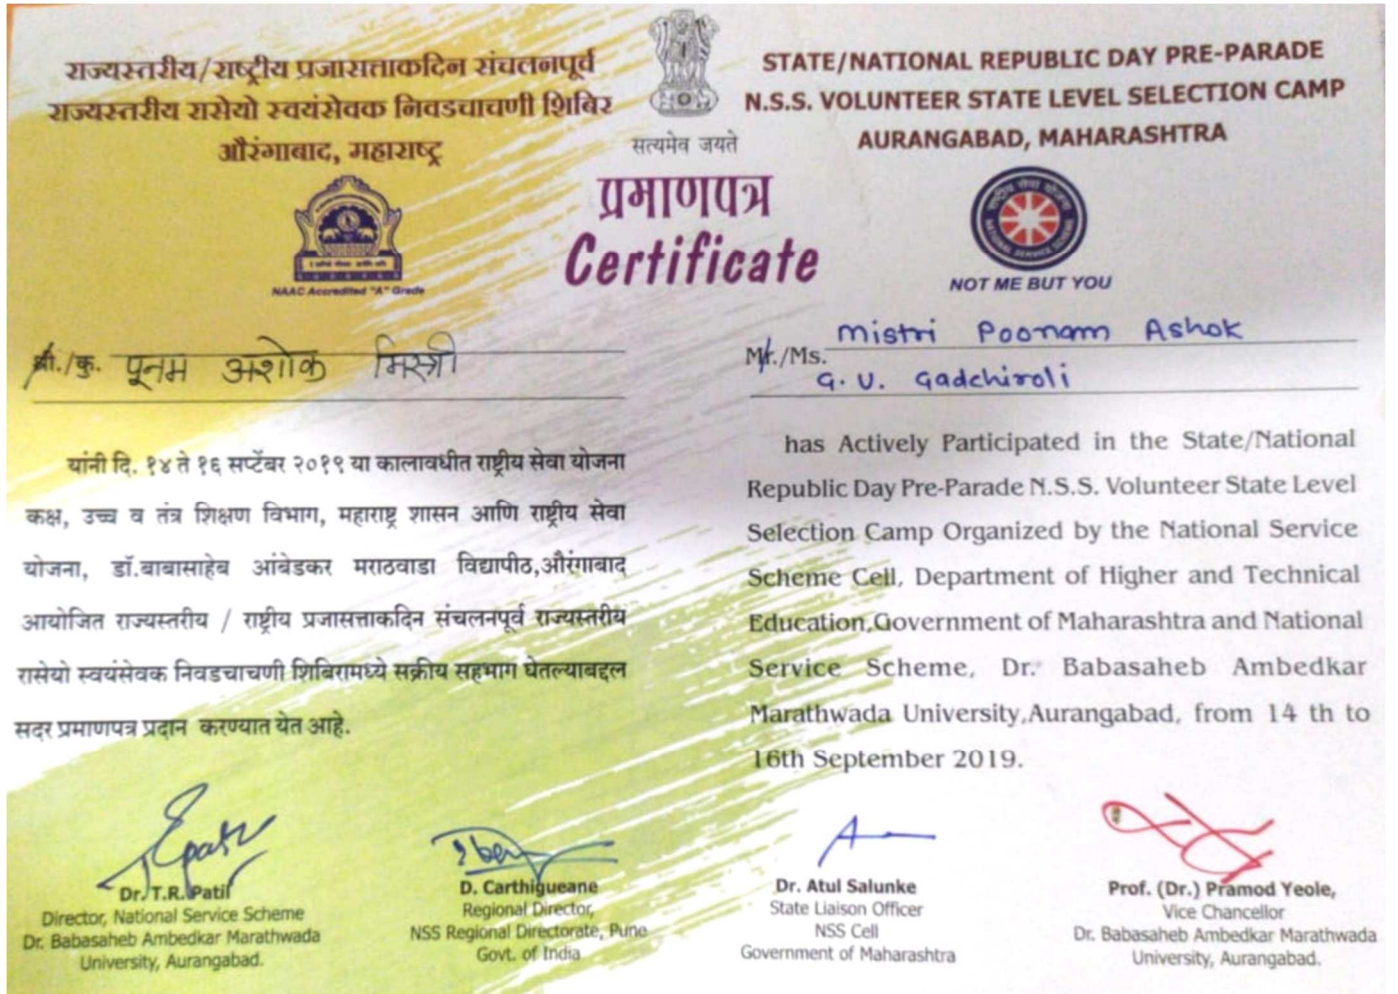 राज्यस्तरीय/राष्ट्रीय प्रजासत्ताकदिन संचलनपूर्व
राज्यस्तरीय रासेयो स्वयंसेवक निवडचाचणी शिबिर
औरंगाबाद, महाराष्ट्र
सत्यमेव जयते
STATE/NATIONAL REPUBLIC DAY PRE-PARADE
N.S.S. VOLUNTEER STATE LEVEL SELECTION CAMP
AURANGABAD, MAHARASHTRA
प्रमाणपत्र
Certificate
NAAC Accredited "A" Grade
राष्ट्रीय सेवा योजना
NATIONAL SERVICE SCHEME
NOT ME BUT YOU
श्री./कु. पूनम अशोक मिस्त्री
यांनी दि. १४ ते १६ सप्टेंबर २०१९ या कालावधीत राष्ट्रीय सेवा योजना
कक्ष, उच्च व तंत्र शिक्षण विभाग, महाराष्ट्र शासन आणि राष्ट्रीय सेवा
योजना, डॉ.बाबासाहेब आंबेडकर मराठवाडा विद्यापीठ,औरंगाबाद
आयोजित राज्यस्तरीय / राष्ट्रीय प्रजासत्ताकदिन संचलनपूर्व राज्यस्तरीय
रासेयो स्वयंसेवक निवडचाचणी शिबिरामध्ये सक्रीय सहभाग घेतल्याबद्दल
सदर प्रमाणपत्र प्रदान करण्यात येत आहे.
Mr./Ms. Mistri Poonam Ashok
G. U. Gadchiroli
has Actively Participated in the State/National
Republic Day Pre-Parade N.S.S. Volunteer State Level
Selection Camp Organized by the National Service
Scheme Cell, Department of Higher and Technical
Education,Government of Maharashtra and National
Service Scheme, Dr. Babasaheb Ambedkar
Marathwada University,Aurangabad, from 14 th to
16th September 2019.
Dr. T.R. Patil
Director, National Service Scheme
Dr. Babasaheb Ambedkar Marathwada
University, Aurangabad.
D. Carthigueane
Regional Director,
NSS Regional Directorate, Pune
Govt. of India
Dr. Atul Salunke
State Liaison Officer
NSS Cell
Government of Maharashtra
Prof. (Dr.) Pramod Yeole,
Vice Chancellor
Dr. Babasaheb Ambedkar Marathwada
University, Aurangabad.